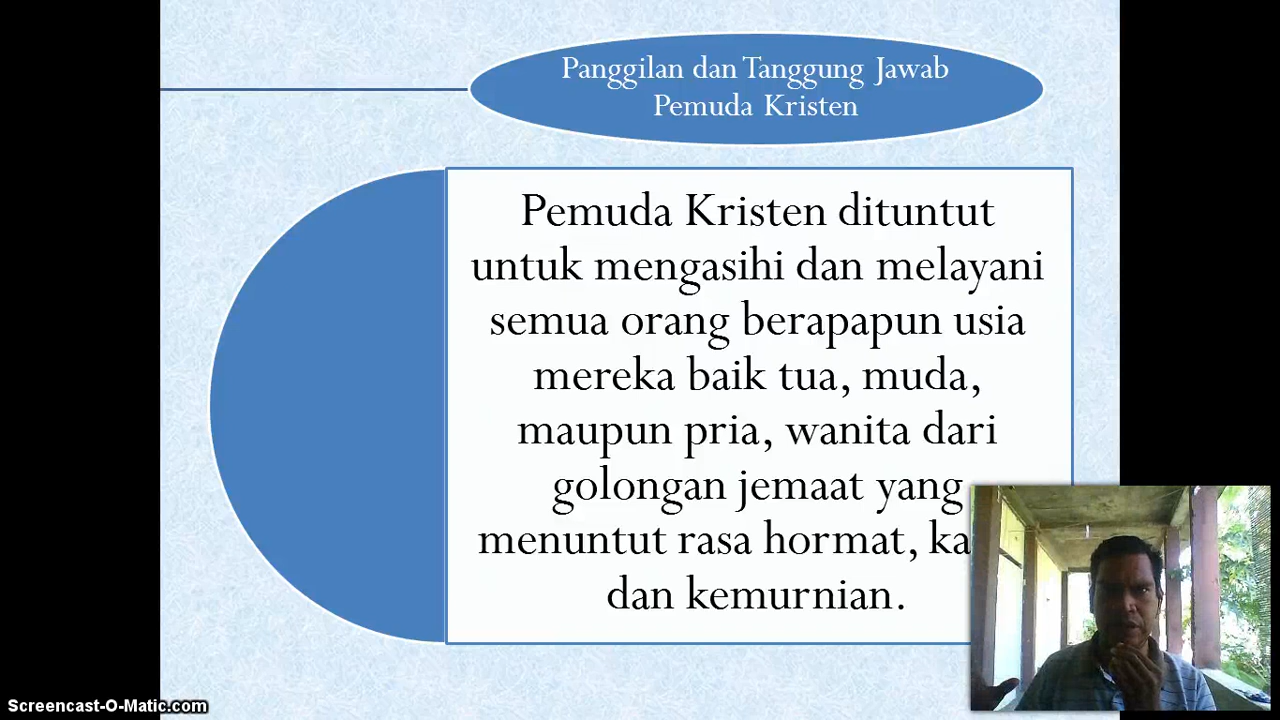 Panggilan dan Tanggung Jawab
Pemuda Kristen
Pemuda Kristen dituntut
untuk mengasihi dan melayani
semua orang berapapun usia
mereka baik tua, muda,
maupun pria, wanita dari
golongan jemaat yang
menuntut rasa hormat,
dan kemurnian.
Screencast-O-Matic.com